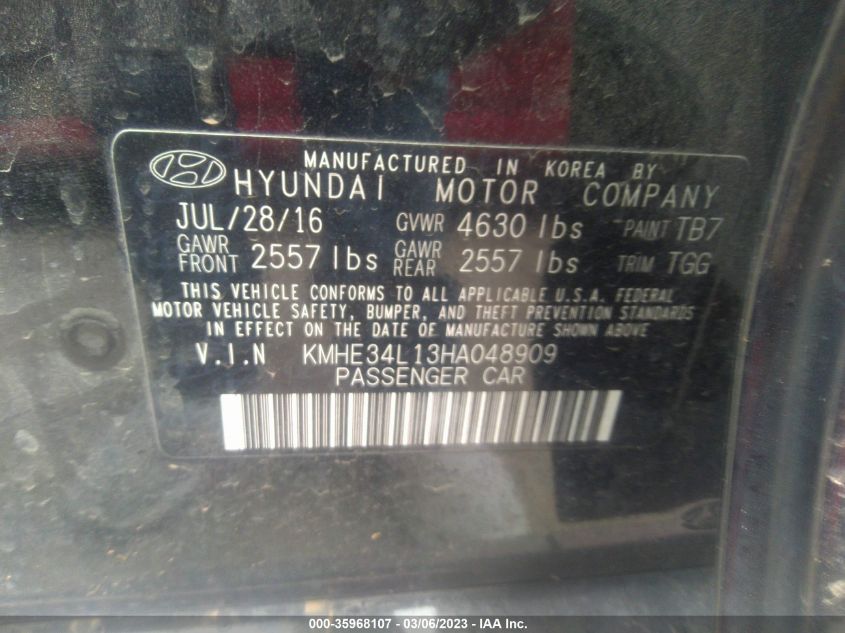 MANUFACTURED IN KOREA BY
HYUNDAI MOTOR COMPANY
JUL/28/16 GVWR 4630 lbs PAINT TB7
GAWR FRONT 2557 lbs GAWR REAR 2557 lbs TRIM TGG
THIS VEHICLE CONFORMS TO ALL APPLICABLE U.S.A. FEDERAL
MOTOR VEHICLE SAFETY, BUMPER, AND THEFT PREVENTION STANDARDS
IN EFFECT ON THE DATE OF MANUFACTURE SHOWN ABOVE
V.I.N KMHE34L13HA048909
PASSENGER CAR
000-35968107 - 03/06/2023 - IAA Inc.